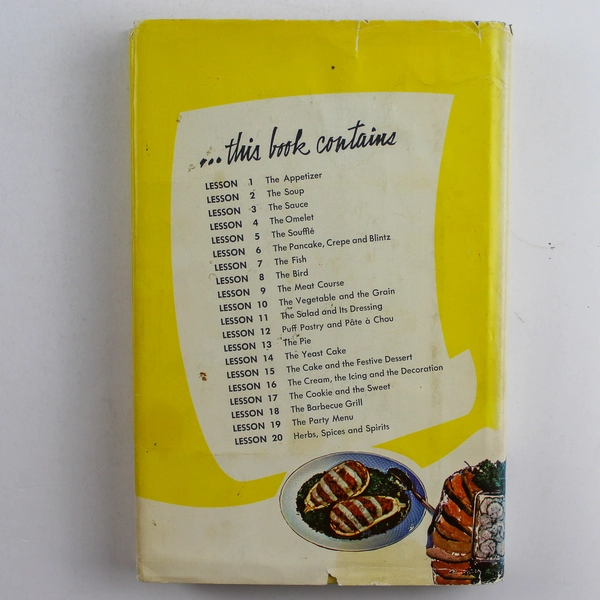 ...this book contains
LESSON 1 The Appetizer
LESSON 2 The Soup
LESSON 3 The Sauce
LESSON 4 The Omelet
LESSON 5 The Soufflé
LESSON 6 The Pancake, Crepe and Blintz
LESSON 7 The Fish
LESSON 8 The Bird
LESSON 9 The Meat Course
LESSON 10 The Vegetable and the Grain
LESSON 11 The Salad and Its Dressing
LESSON 12 Puff Pastry and Pâte à Chou
LESSON 13 The Pie
LESSON 14 The Yeast Cake
LESSON 15 The Cake and the Festive Dessert
LESSON 16 The Cream, the Icing and the Decoration
LESSON 17 The Cookie and the Sweet
LESSON 18 The Barbecue Grill
LESSON 19 The Party Menu
LESSON 20 Herbs, Spices and Spirits